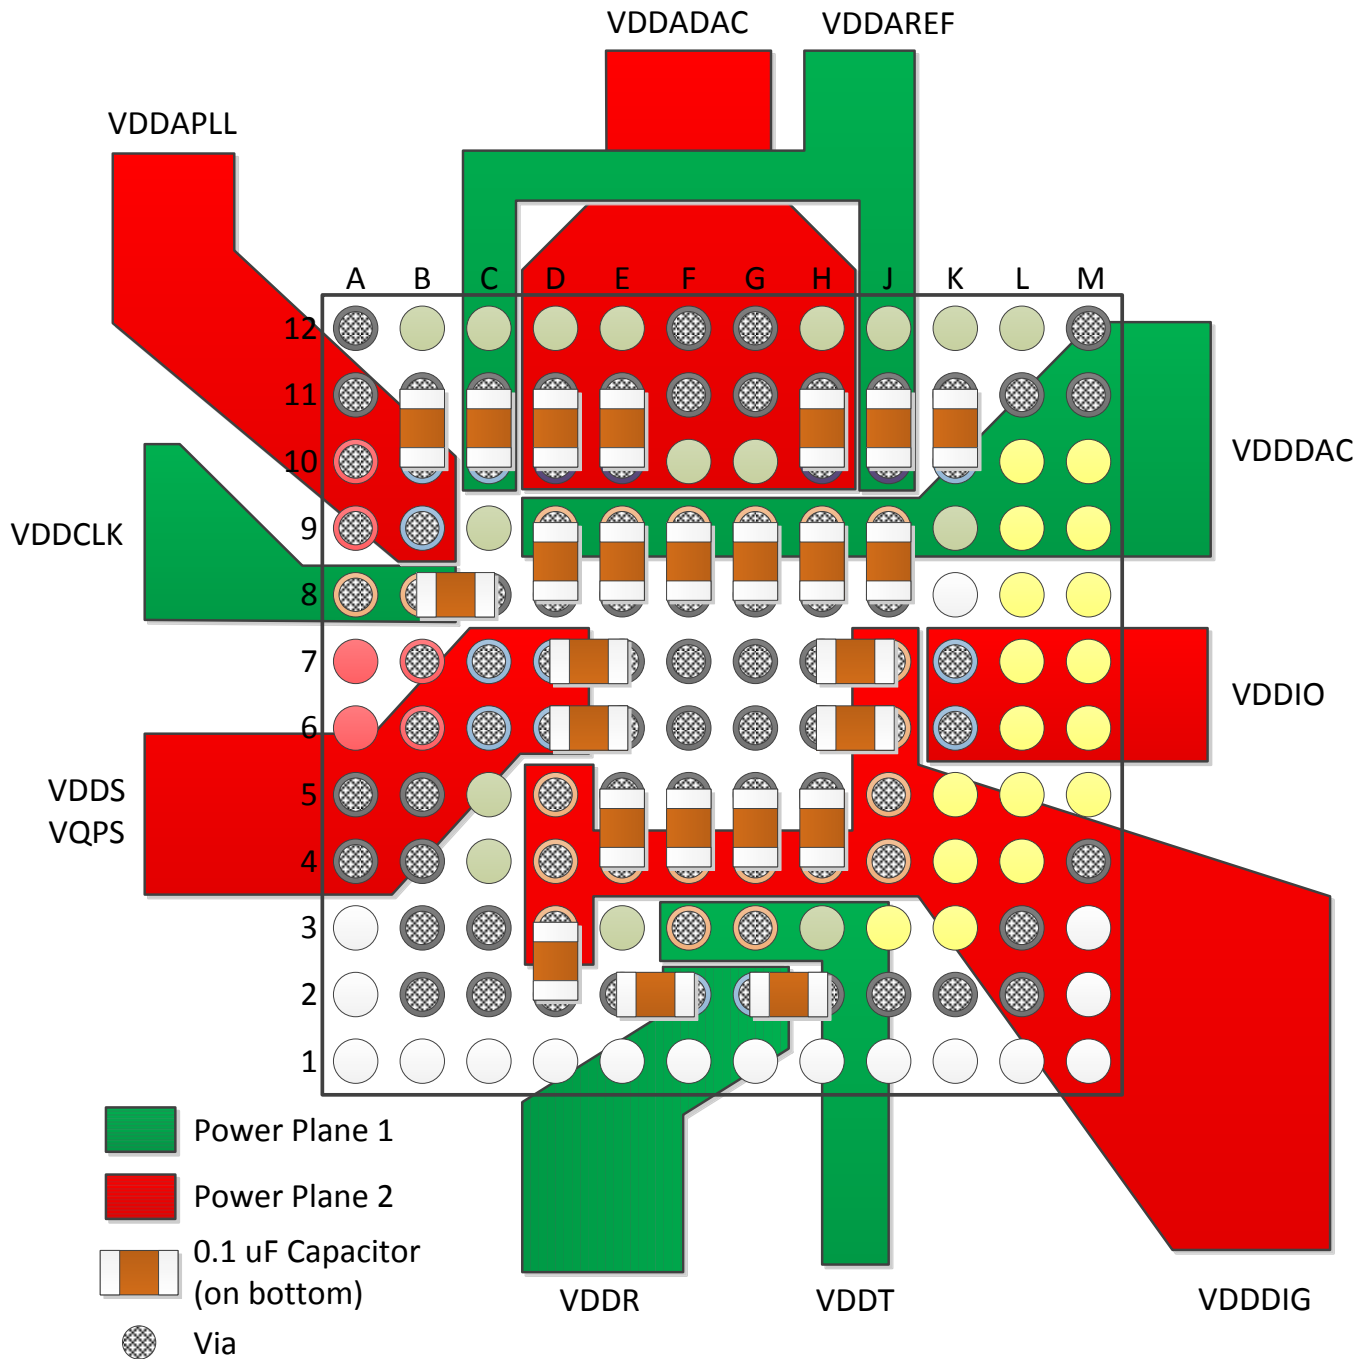 VDDADAC
VDDAREF
VDDAPLL
A B C D E F G H J K L M
12
11
10
VDDDAC
9
VDDCLK
8
7
VDDIO
6
VDDS
VQPS
5
4
3
2
1
Power Plane 1
Power Plane 2
0.1 uF Capacitor
(on bottom)
Via
VDDR
VDDT
VDDDIG